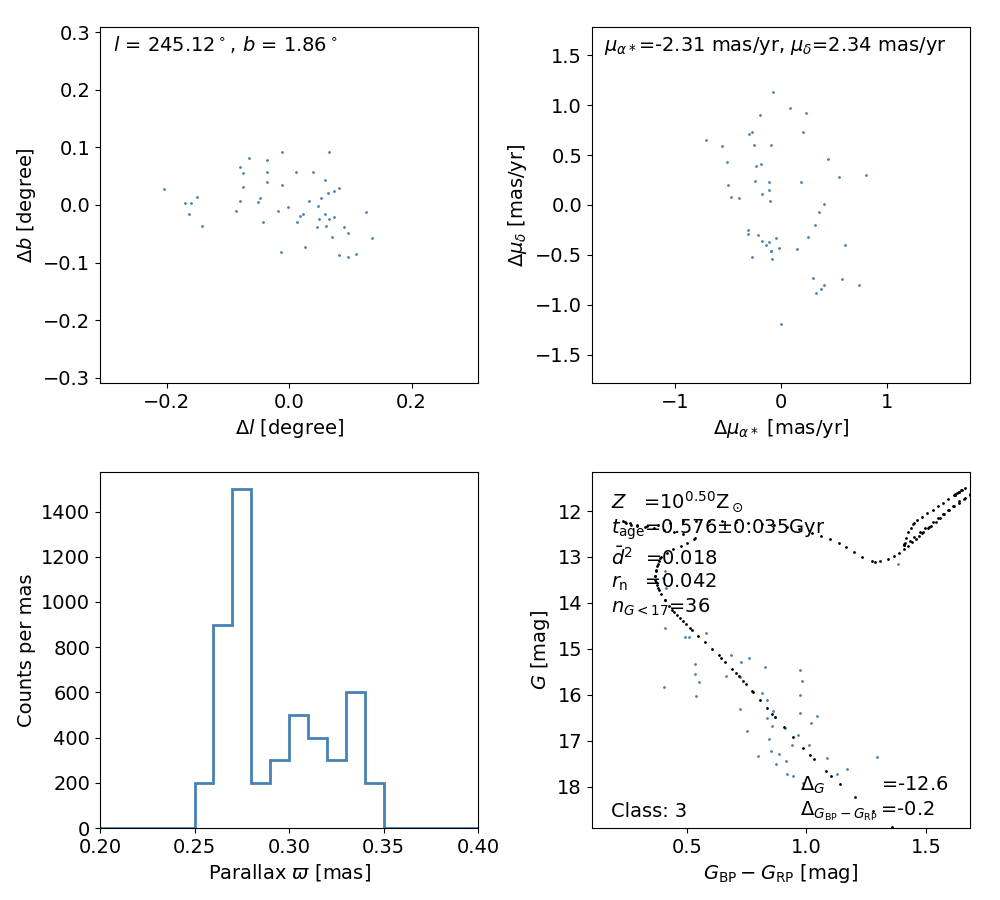 l = 245.12°, b = 1.86°
0.3
0.2
0.1
0.0
−0.1
−0.2
−0.3
Δb [degree]
−0.2 0.0 0.2
Δl [degree]
μα*=-2.31 mas/yr, μδ=2.34 mas/yr
1.5
1.0
0.5
0.0
−0.5
−1.0
−1.5
Δμδ [mas/yr]
−1 0 1
Δμα* [mas/yr]
1400
1200
1000
800
600
400
200
0
Counts per mas
0.20 0.25 0.30 0.35 0.40
Parallax ϖ [mas]
12
13
14
15
16
17
18
G [mag]
Z =10^0.50 Z⊙
t_age=0.576±0.035Gyr
d̄² =0.018
r_n =0.042
n_G<17=36
Δ_G =-12.6
Δ_G_BP−G_RP =-0.2
Class: 3
0.5 1.0 1.5
G_BP − G_RP [mag]